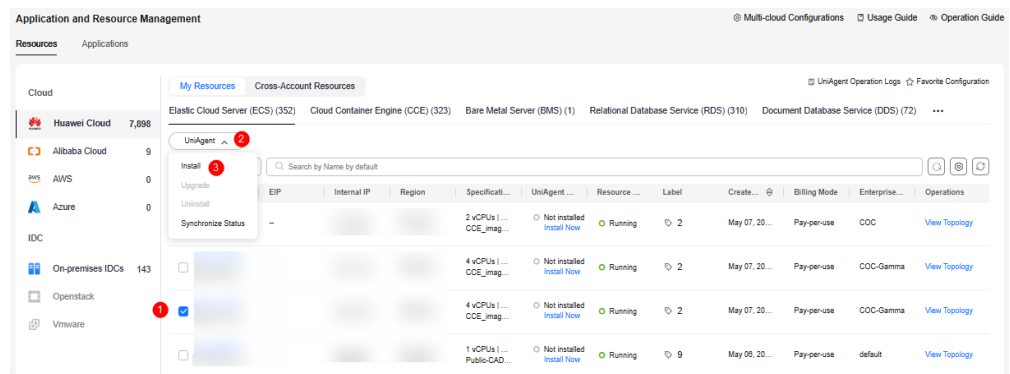 Application and Resource Management
Multi-cloud Configurations Usage Guide Operation Guide
Resources Applications
Cloud
Huawei Cloud 7,898
Alibaba Cloud 9
aws AWS 0
Azure 0
IDC
On-premises IDCs 143
Openstack
Vmware
My Resources Cross-Account Resources
UniAgent Operation Logs Favorite Configuration
Elastic Cloud Server (ECS) (352) Cloud Container Engine (CCE) (323) Bare Metal Server (BMS) (1) Relational Database Service (RDS) (310) Document Database Service (DDS) (72) •••
UniAgent 2
Install 3
Upgrade
Uninstall
Synchronize Status
Search by Name by default
EIP Internal IP Region Specificati... UniAgent ... Resource ... Label Create... Billing Mode Enterprise... Operations
-- 2 vCPUs | ... Not installed Running 2 May 07, 20... Pay-per-use COC View Topology
CCE_imag... Install Now
4 vCPUs | ... Not installed Running 2 May 07, 20... Pay-per-use COC-Gamma View Topology
CCE_imag... Install Now
1 4 vCPUs | ... Not installed Running 2 May 07, 20... Pay-per-use COC-Gamma View Topology
CCE_imag... Install Now
1 vCPUs | ... Not installed Running 9 May 06, 20... Pay-per-use default View Topology
Public-CAD... Install Now